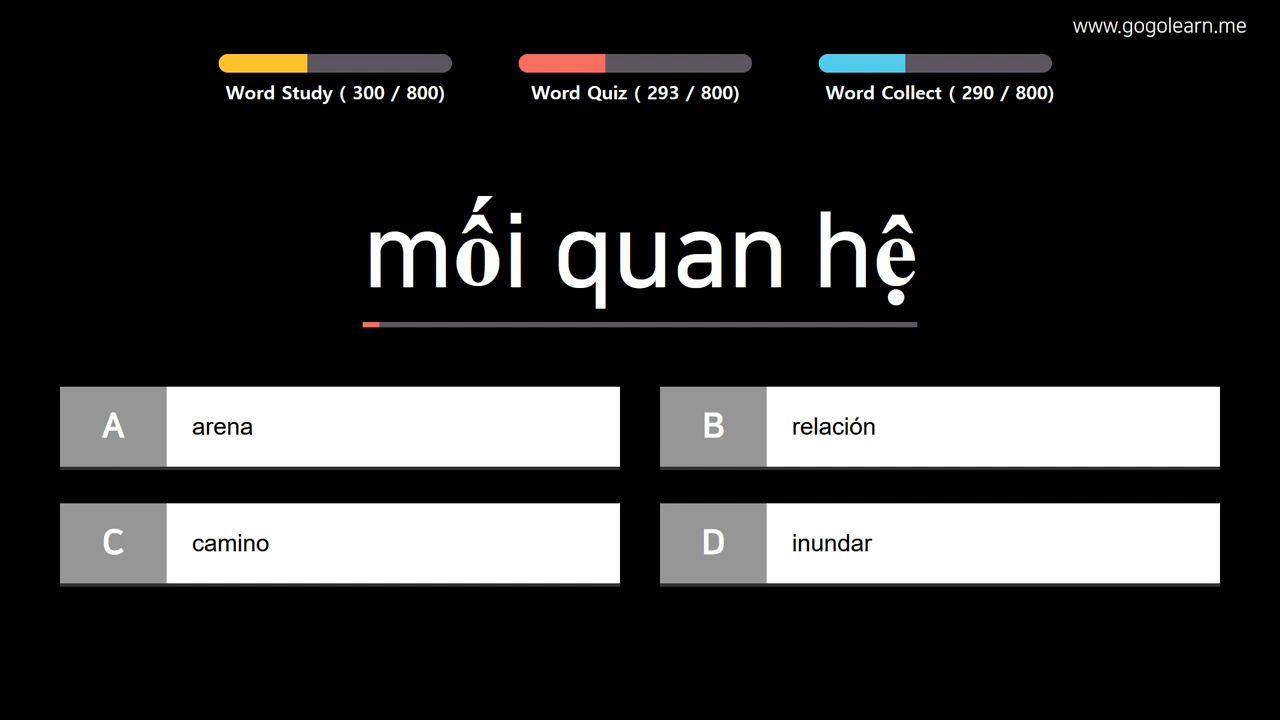 www.gogolearn.me
Word Study ( 300 / 800)
Word Quiz ( 293 / 800)
Word Collect ( 290 / 800)
mối quan hệ
A arena
B relación
C camino
D inundar